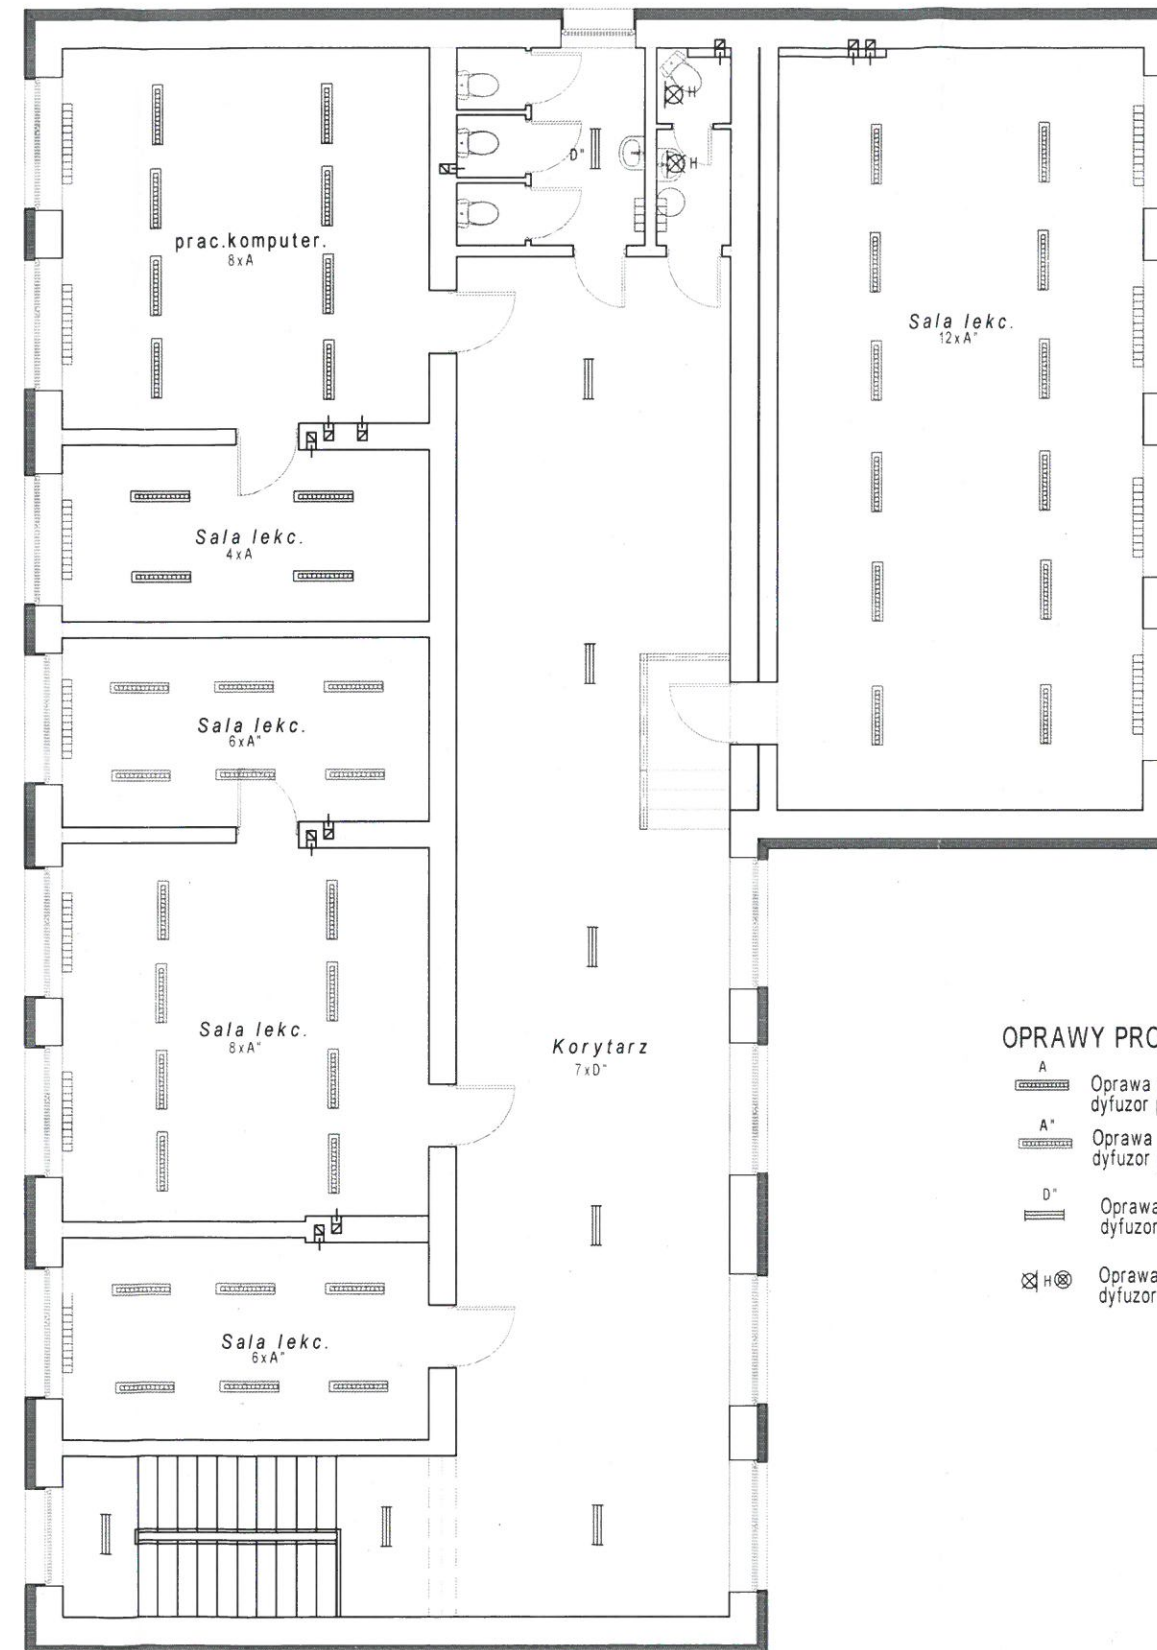 D"
H
H
prac.komputer.
8xA
Sala lekc.
12xA"
Sala lekc.
4xA
Sala lekc.
6xA"
Sala lekc.
8xA"
Korytarz
7xD"
Sala lekc.
6xA"
OPRAWY PRO
A
Oprawa
dyfuzor
A"
Oprawa
dyfuzor
D"
Oprawa
dyfuzor
H
Oprawa
dyfuzor